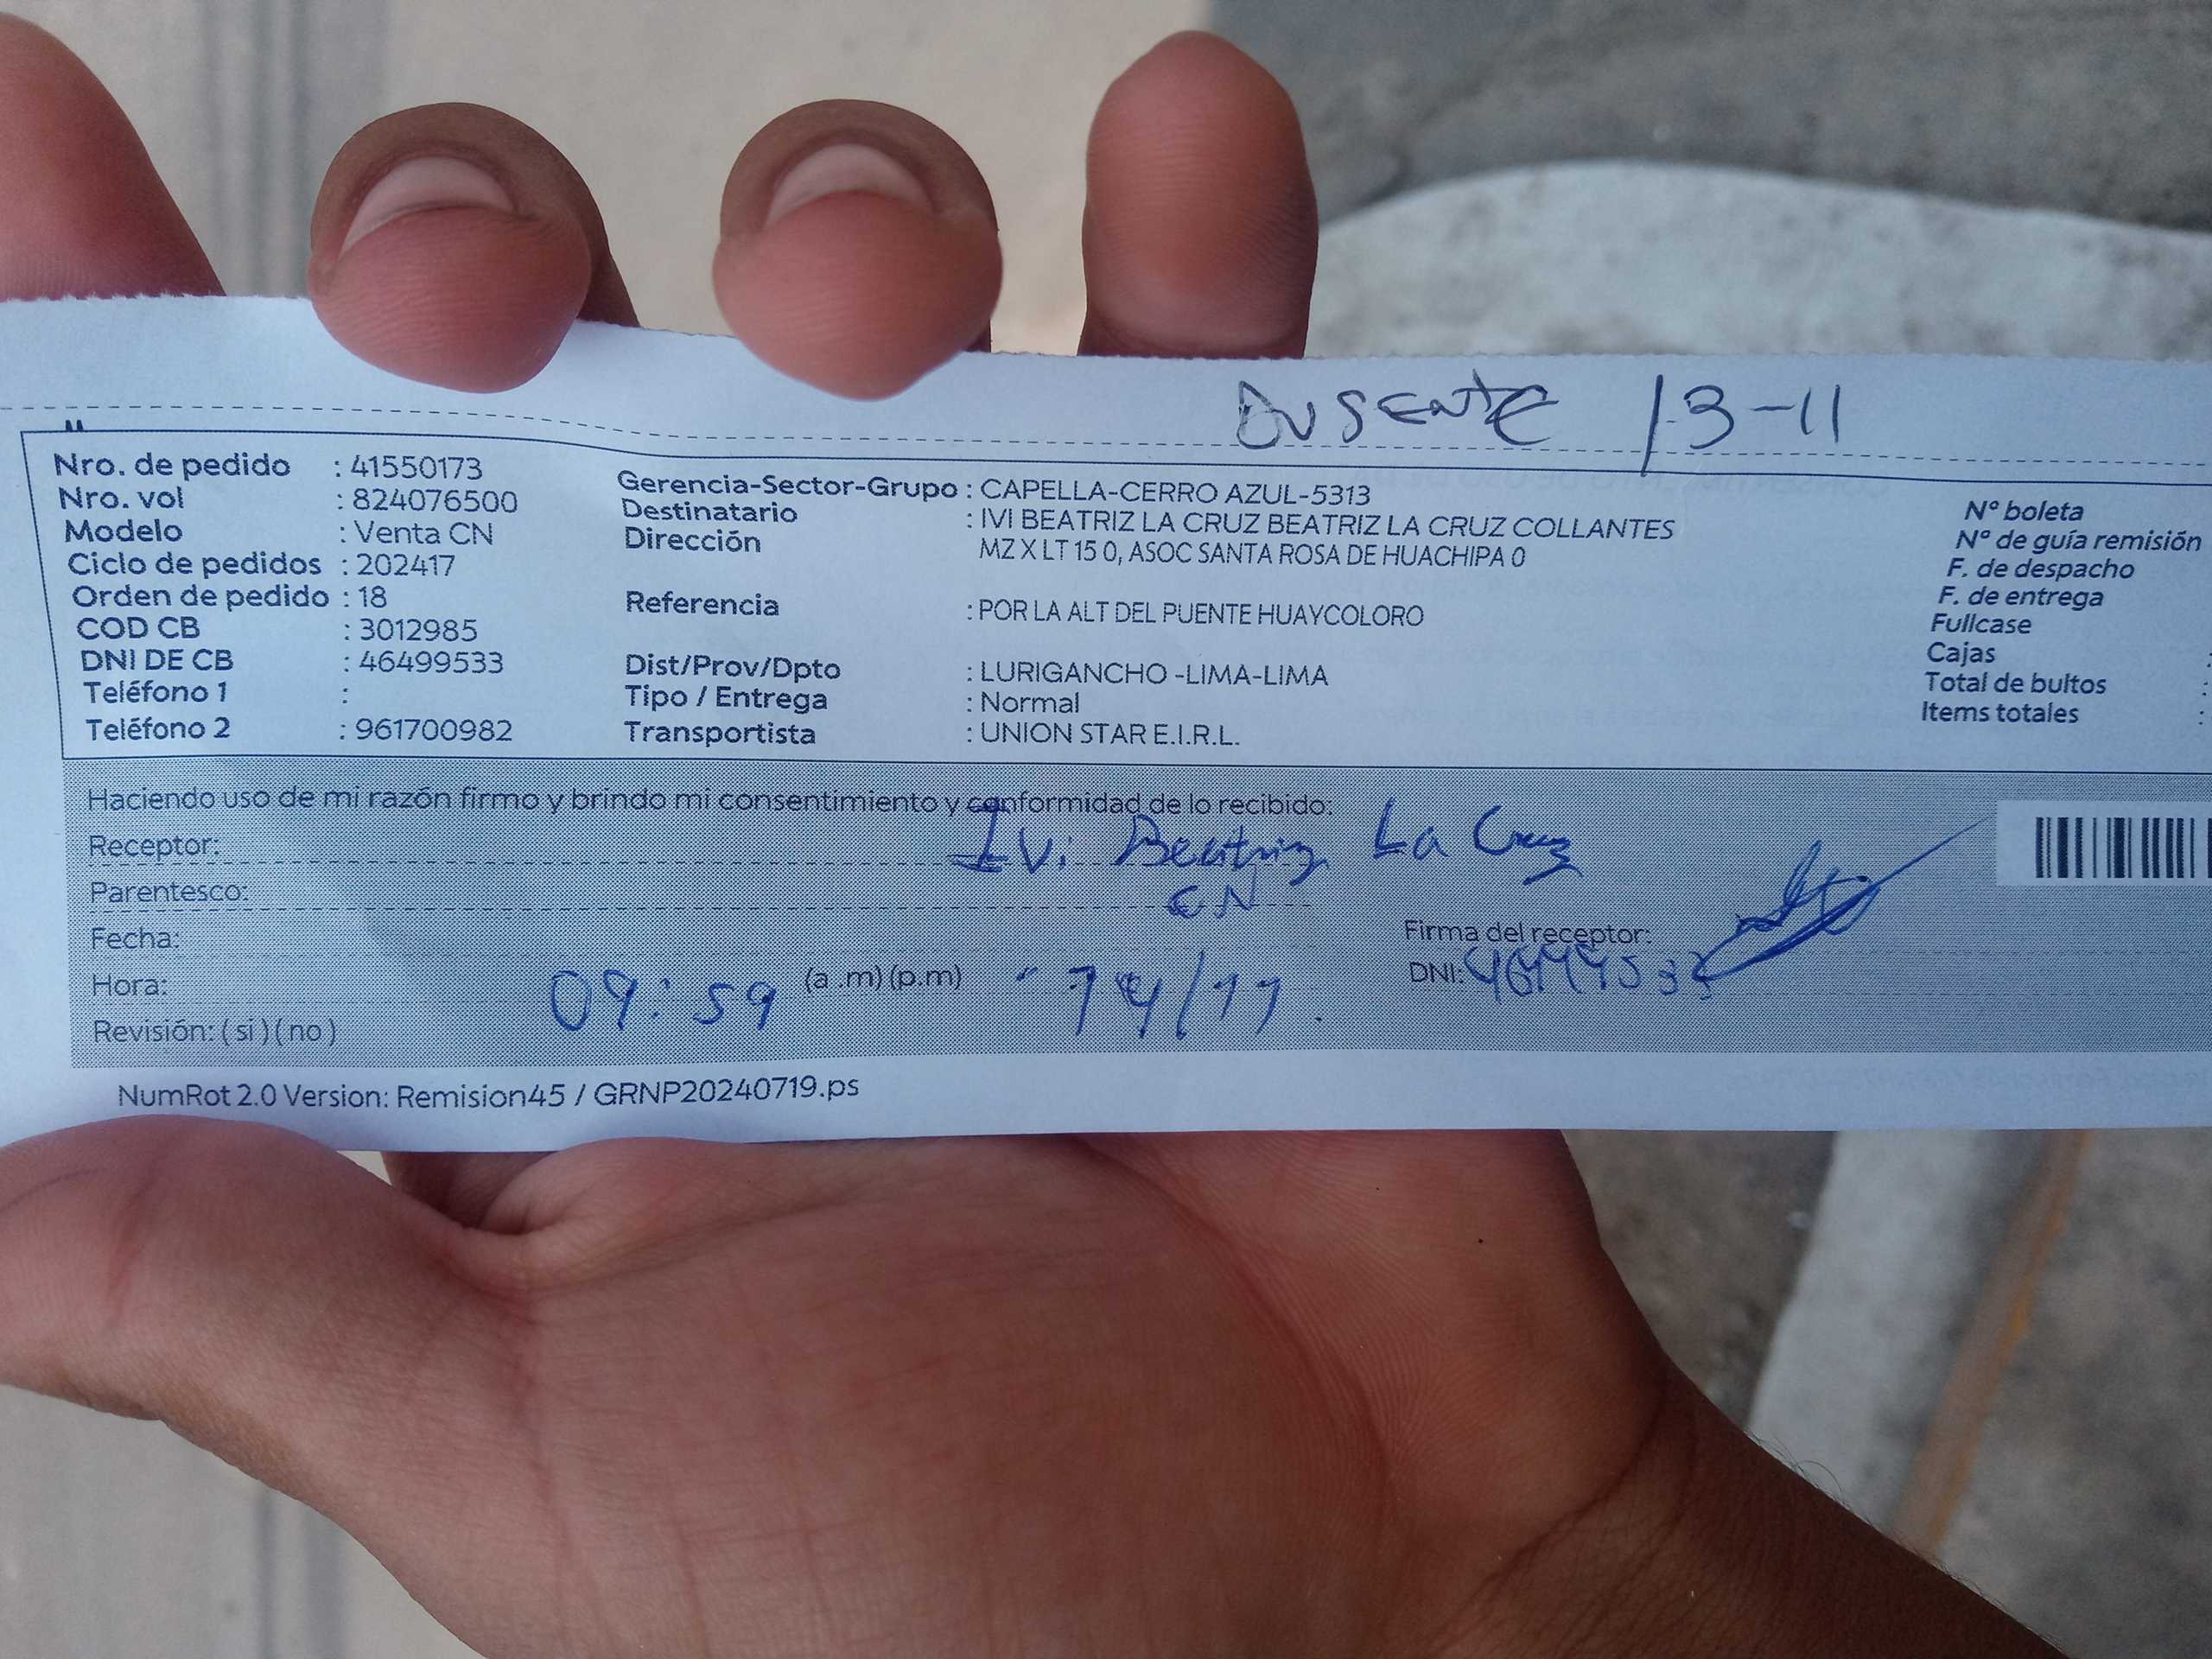 Ausente 13-11
Nro. de pedido : 41550173
Nro. vol : 824076500
Modelo : Venta CN
Ciclo de pedidos : 202417
Orden de pedido : 18
COD CB : 3012985
DNI DE CB : 46499533
Teléfono 1 :
Teléfono 2 : 961700982
Gerencia-Sector-Grupo : CAPELLA-CERRO AZUL-5313
Destinatario : IVI BEATRIZ LA CRUZ BEATRIZ LA CRUZ COLLANTES
Dirección MZ X LT 15 0, ASOC SANTA ROSA DE HUACHIPA 0
Referencia : POR LA ALT DEL PUENTE HUAYCOLORO
Dist/Prov/Dpto : LURIGANCHO -LIMA-LIMA
Tipo / Entrega : Normal
Transportista : UNION STAR E.I.R.L.
N° boleta
N° de guía remisión
F. de despacho
F. de entrega
Fullcase
Cajas :
Total de bultos :
Items totales :
Haciendo uso de mi razón firmo y brindo mi consentimiento y conformidad de lo recibido:
Receptor: Ivi Beatriz La Cruz
Parentesco: CN
Fecha:
Hora: 09:59 (a .m) (p.m) 14/11
Revisión: ( si ) ( no )
Firma del receptor:
DNI: 46499533
NumRot 2.0 Version: Remision45 / GRNP20240719.ps